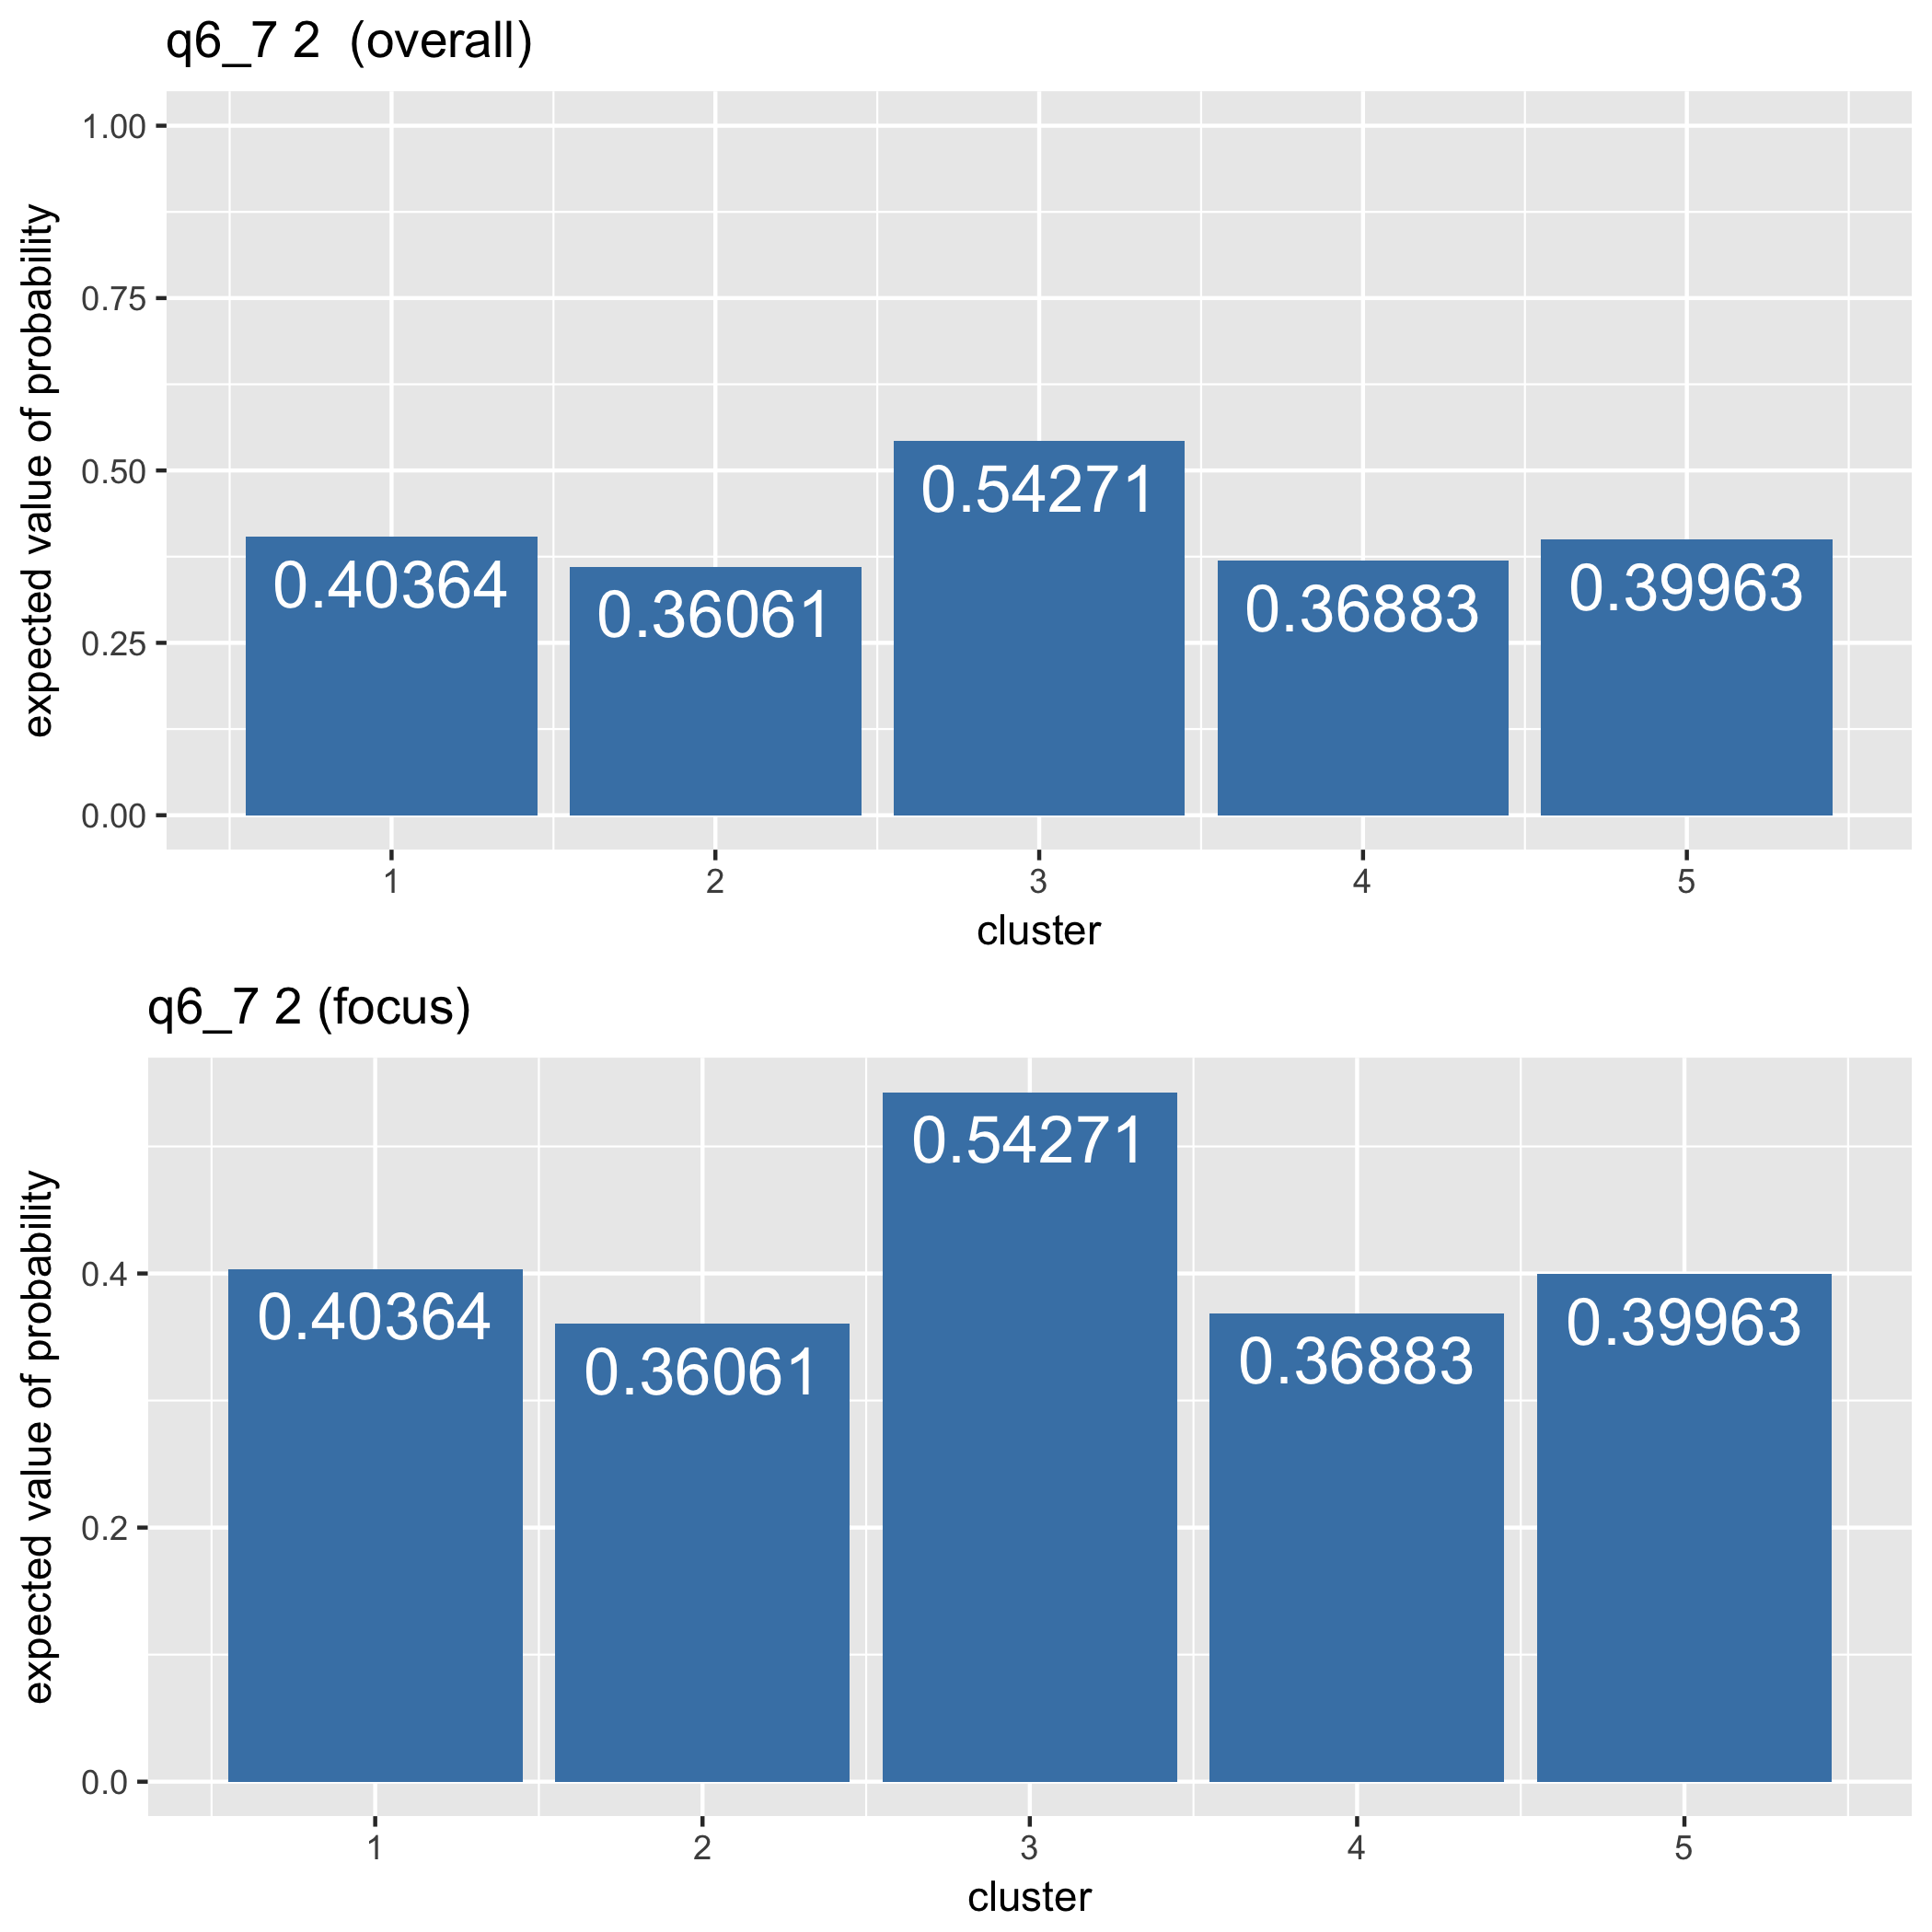 q6_7 2  (overall)
expected value of probability
1.00
0.75
0.50
0.25
0.00
0.40364
0.36061
0.54271
0.36883
0.39963
1 2 3 4 5
cluster
q6_7 2 (focus)
expected value of probability
0.4
0.2
0.0
0.40364
0.36061
0.54271
0.36883
0.39963
1 2 3 4 5
cluster